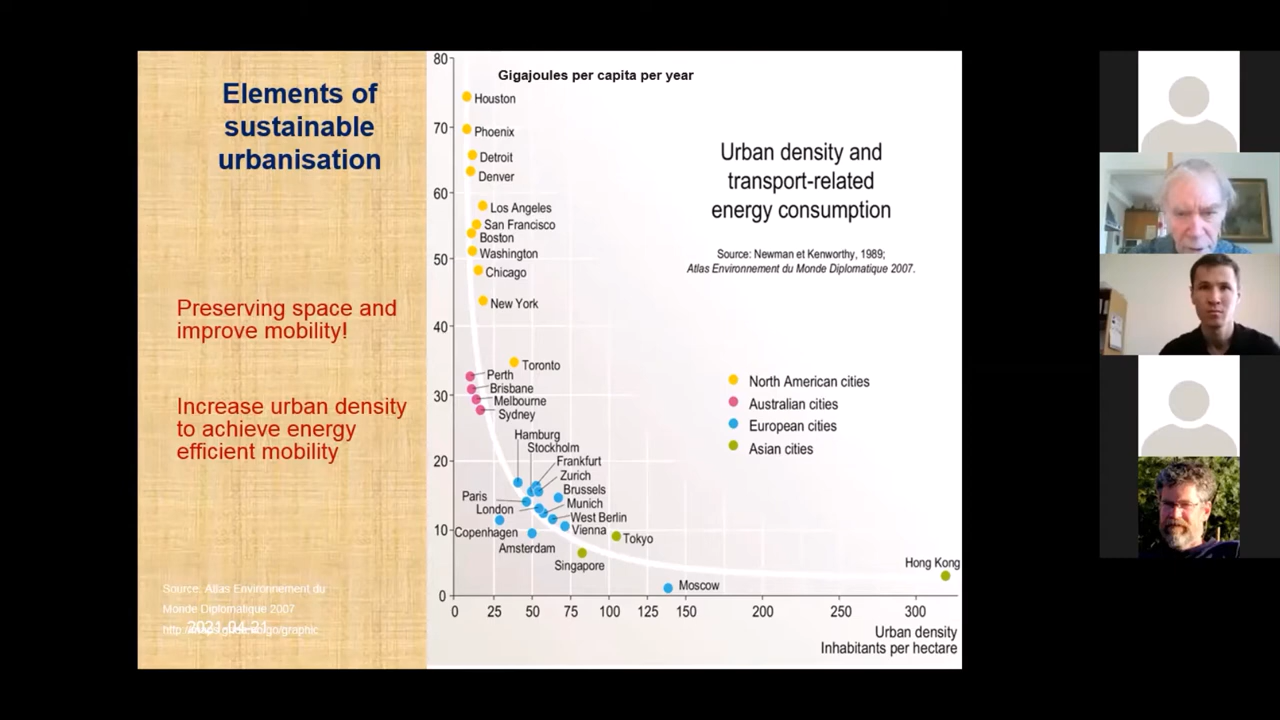 Elements of
sustainable
urbanisation
Preserving space and
improve mobility!
Increase urban density
to achieve energy
efficient mobility
Source: Atlas Environnement du
Monde Diplomatique 2007
2021-04-21
80
70
60
50
40
30
20
10
0
Gigajoules per capita per year
Urban density and
transport-related
energy consumption
Source: Newman et Kenworthy, 1989;
Atlas Environnement du Monde Diplomatique 2007.
Houston
Phoenix
Detroit
Denver
Los Angeles
San Francisco
Boston
Washington
Chicago
New York
Toronto
Perth
Brisbane
Melbourne
Sydney
North American cities
Australian cities
European cities
Asian cities
Hamburg
Stockholm
Frankfurt
Zurich
Brussels
Paris
Munich
London
West Berlin
Vienna
Copenhagen
Amsterdam
Tokyo
Singapore
Moscow
Hong Kong
0 25 50 75 100 125 150 200 250 300
Urban density
Inhabitants per hectare